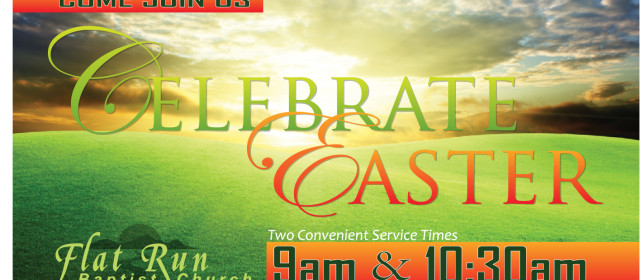 COME JOIN US
CELEBRATE
EASTER
Two Convenient Service Times
9am & 10:30am
Flat Run
Baptist Church